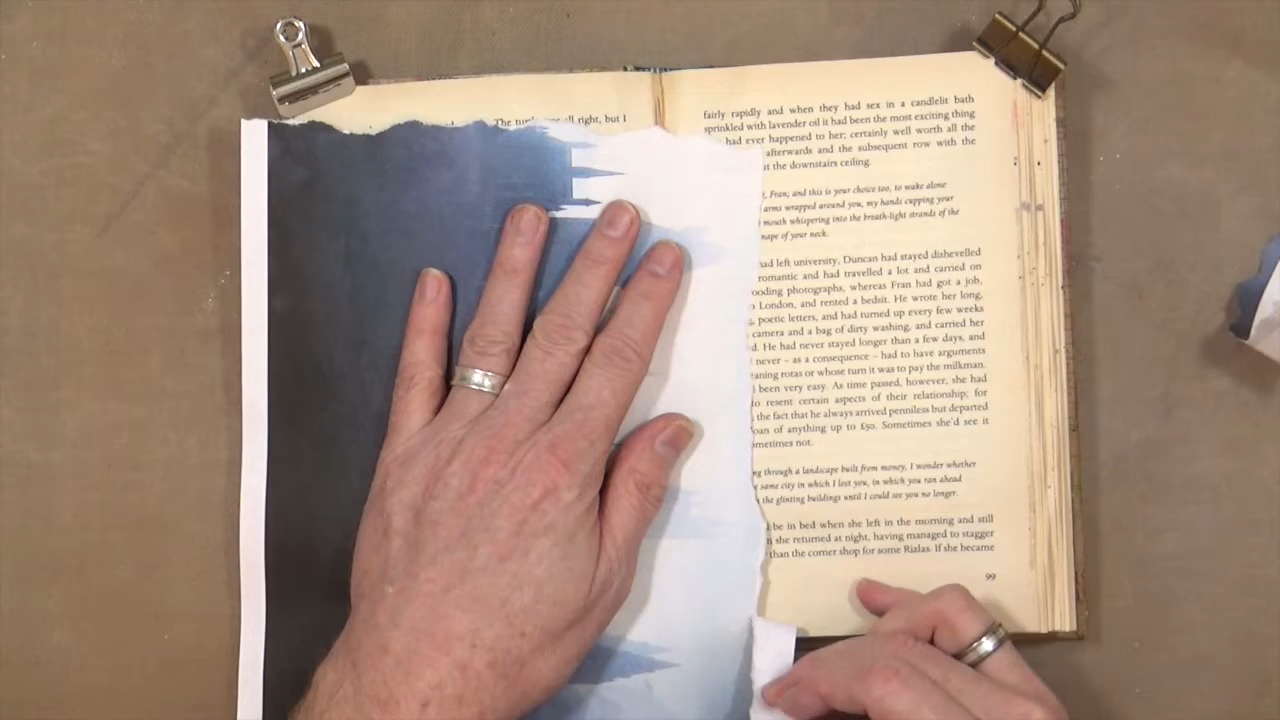 The all right, but I
fairly rapidly and when they had sex in a candlelit bath
sprinkled with lavender oil it had been the most exciting thing
had ever happened to her; certainly well worth all the
afterwards and the subsequent row with the
the downstairs ceiling.
Fran; and this is your choice too, to wake alone
arms wrapped around you, my hands cupping your
mouth whispering into the breath-light strands of the
nape of your neck.
had left university, Duncan had stayed dishevelled
romantic and had travelled a lot and carried on
photographs, whereas Fran had got a job,
London, and rented a bedsit. He wrote her long,
poetic letters, and had turned up every few weeks
camera and a bag of dirty washing, and carried her
He had never stayed longer than a few days, and
never – as a consequence – had to have arguments
rotas or whose turn it was to pay the milkman.
been very easy. As time passed, however, she had
to resent certain aspects of their relationship; for
the fact that he always arrived penniless but departed
of anything up to £50. Sometimes she'd see it
not.
through a landscape built from money, I wonder whether
same city in which I lost you, in which you ran ahead
the glinting buildings until I could see you no longer.
be in bed when she left in the morning and still
she returned at night, having managed to stagger
than the corner shop for some Rizlas. If she became
99